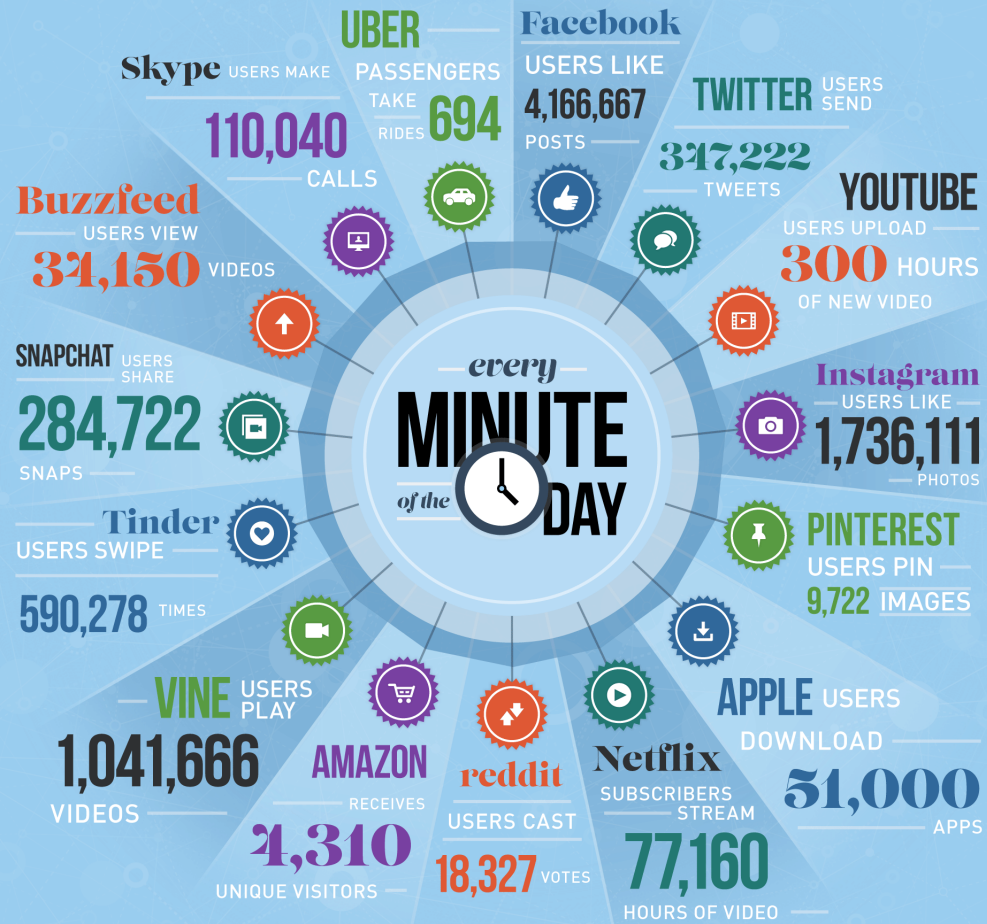 every
MINUTE
of the
DAY
Facebook
USERS LIKE
4,166,667
POSTS
TWITTER USERS
SEND
347,222
TWEETS
YOUTUBE
USERS UPLOAD
300 HOURS
OF NEW VIDEO
Instagram
USERS LIKE
1,736,111
PHOTOS
PINTEREST
USERS PIN
9,722 IMAGES
APPLE USERS
DOWNLOAD
51,000
APPS
Netflix
SUBSCRIBERS
STREAM
77,160
HOURS OF VIDEO
reddit
USERS CAST
18,327 VOTES
AMAZON
RECEIVES
4,310
UNIQUE VISITORS
VINE USERS
PLAY
1,041,666
VIDEOS
Tinder
USERS SWIPE
590,278 TIMES
SNAPCHAT USERS
SHARE
284,722
SNAPS
Buzzfeed
USERS VIEW
34,150 VIDEOS
Skype USERS MAKE
110,040
CALLS
UBER
PASSENGERS
TAKE
RIDES 694